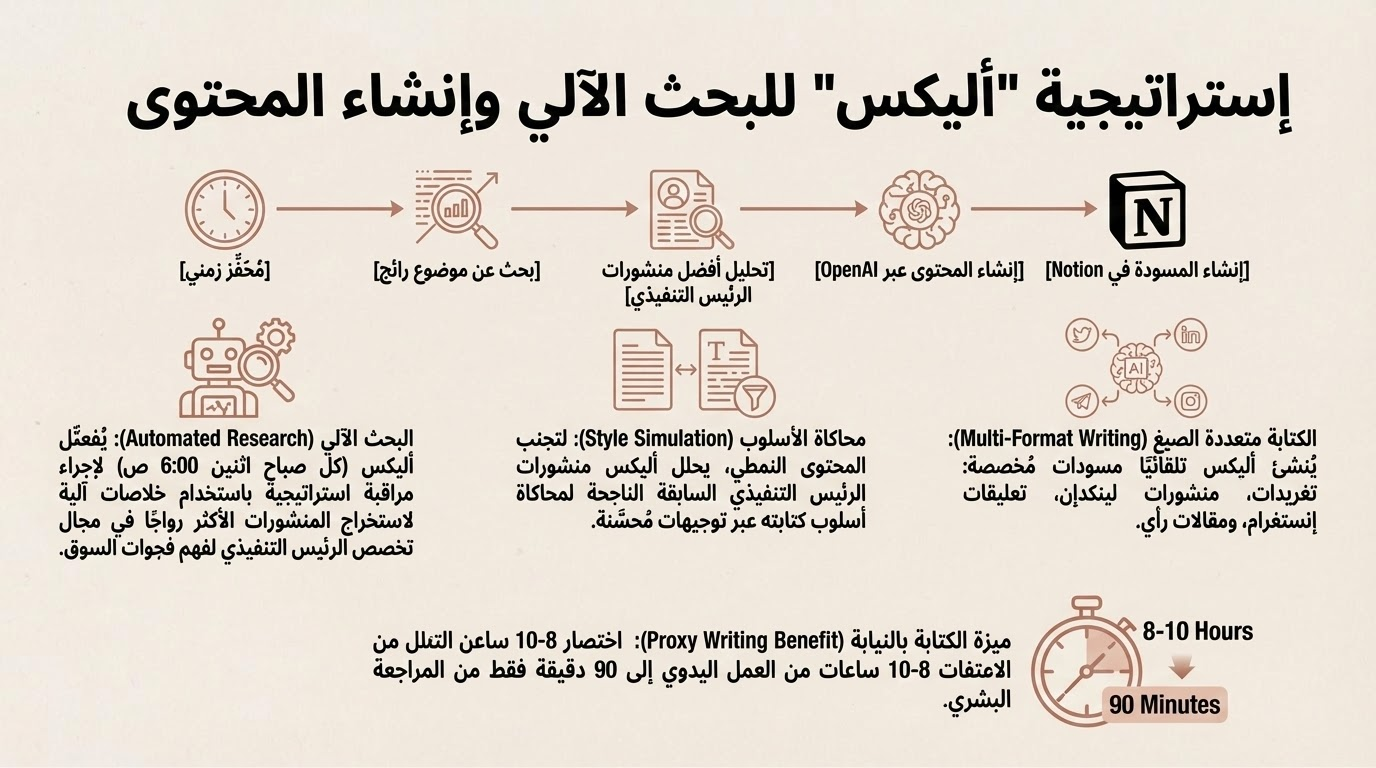 إستراتيجية "أليكس" للبحث الآلي وإنشاء المحتوى
[مُحَفِّز زمني]
[بحث عن موضوع رائج]
[تحليل أفضل منشورات
الرئيس التنفيذي]
[إنشاء المحتوى عبر OpenAI]
[إنشاء المسودة في Notion]
N
T
AI
in
الكتابة متعددة الصيغ (Multi-Format Writing):
يُنشئ أليكس تلقائيًا مسودات مُخصصة:
تغريدات، منشورات لينكدإن، تعليقات
إنستغرام، ومقالات رأي.
محاكاة الأسلوب (Style Simulation): لتجنب
المحتوى النمطي، يحلل أليكس منشورات
الرئيس التنفيذي السابقة الناجحة لمحاكاة
أسلوب كتابته عبر توجيهات مُحسَّنة.
البحث الآلي (Automated Research): يُفعتّل
أليكس (كل صباح اثنين 6:00 ص) لإجراء
مراقبة استراتيجية باستخدام خلاصات آلية
لاستخراج المنشورات الأكثر رواجًا في مجال
تخصص الرئيس التنفيذي لفهم فجوات السوق.
8-10 Hours
90 Minutes
ميزة الكتابة بالنيابة (Proxy Writing Benefit): اختصار 8-10 ساعن من
الاعتفات 8-10 ساعات من العمل اليدوي إلى 90 دقيقة فقط من المراجعة
البشري.